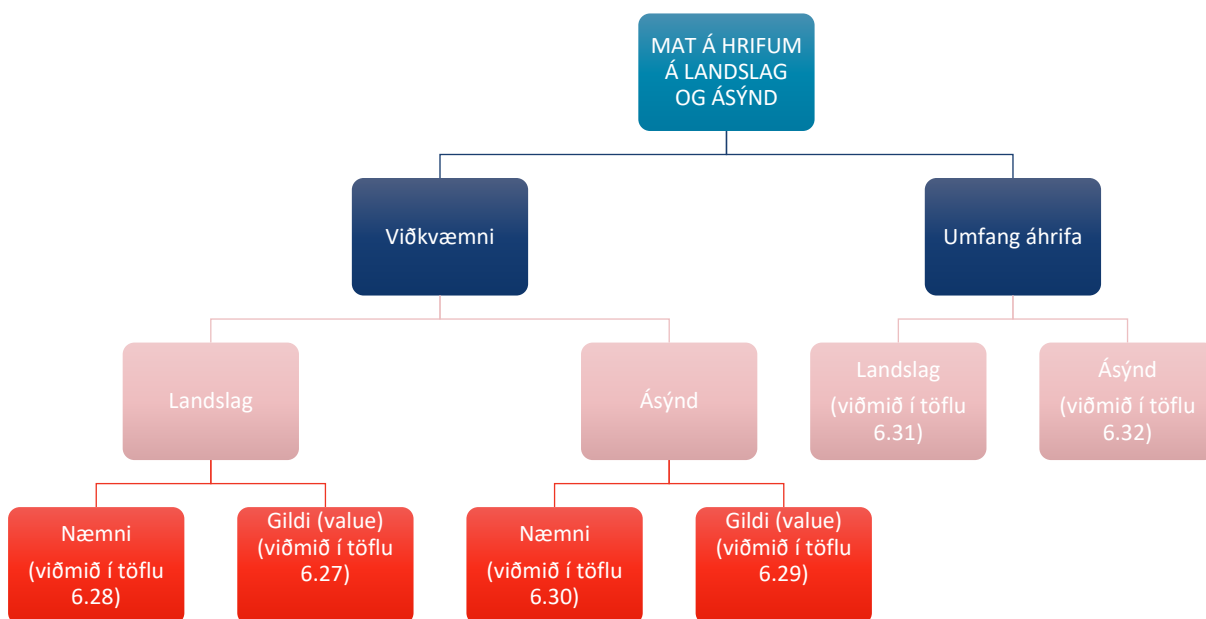 MAT Á HRIFUM
Á LANDSLAG
OG ÁSÝND
Viðkvæmni
Umfang áhrifa
Landslag
Ásýnd
Landslag
(viðmið í töflu
6.31)
Ásýnd
(viðmið í töflu
6.32)
Næmni
(viðmið í töflu
6.28)
Gildi (value)
(viðmið í töflu
6.27)
Næmni
(viðmið í töflu
6.30)
Gildi (value)
(viðmið í töflu
6.29)